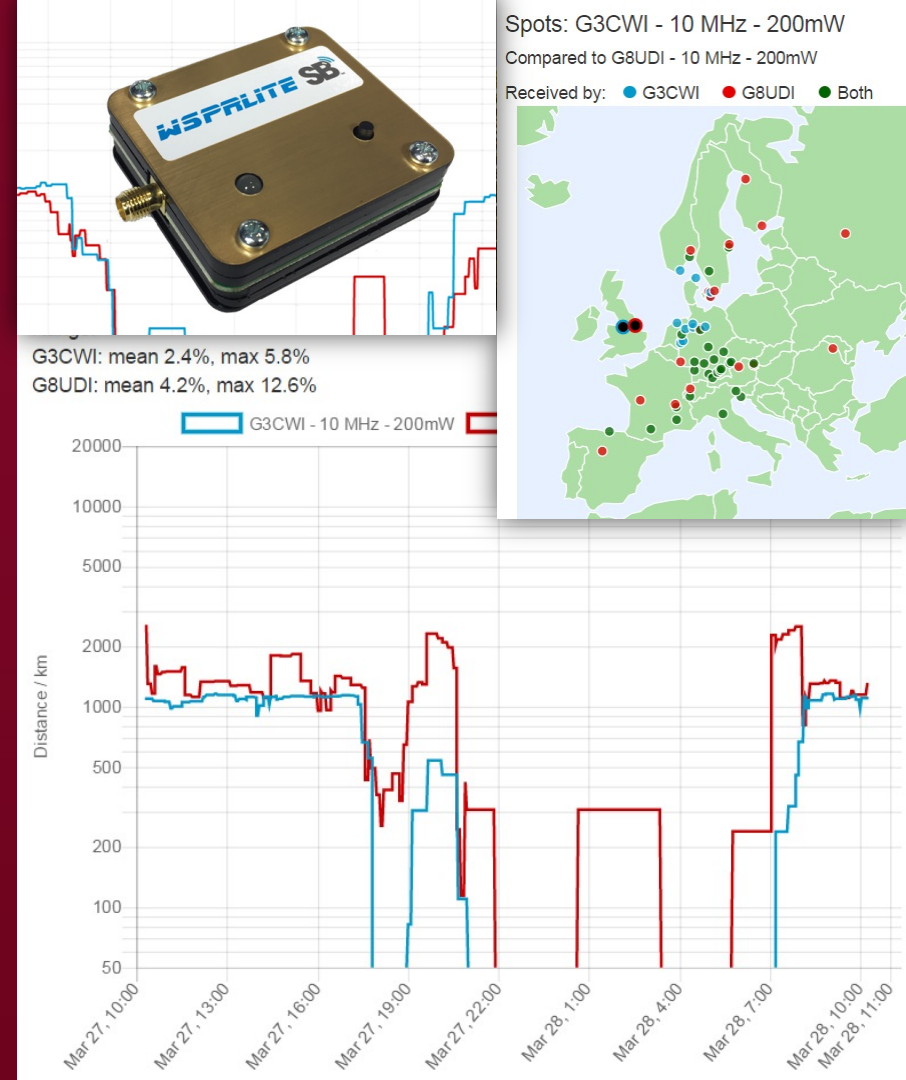 WSPRLITE SB
Spots: G3CWI - 10 MHz - 200mW
Compared to G8UDI - 10 MHz - 200mW
Received by: G3CWI G8UDI Both
G3CWI: mean 2.4%, max 5.8%
G8UDI: mean 4.2%, max 12.6%
G3CWI - 10 MHz - 200mW
20000
10000
5000
2000
1000
500
200
100
50
Distance / km
Mar 27, 10:00
Mar 27, 13:00
Mar 27, 16:00
Mar 27, 19:00
Mar 27, 22:00
Mar 28, 1:00
Mar 28, 4:00
Mar 28, 7:00
Mar 28, 10:00
Mar 28, 11:00